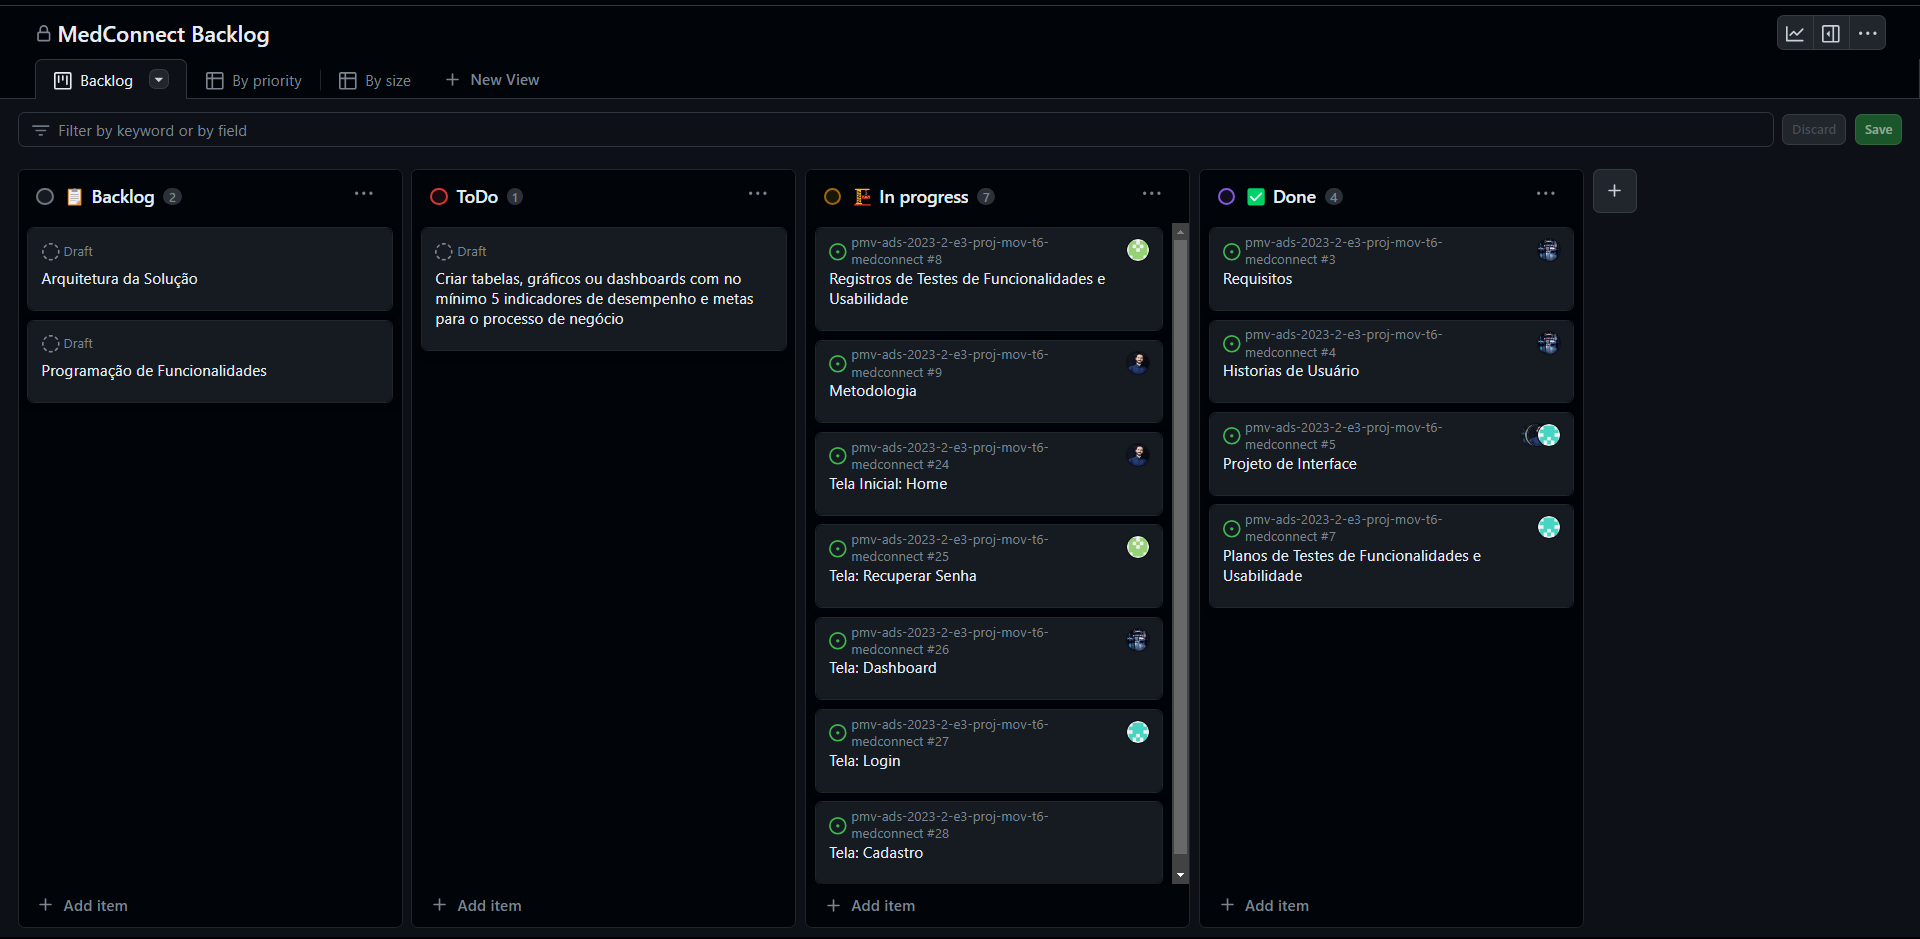 MedConnect Backlog
Backlog
By priority
By size
New View
Filter by keyword or by field
Discard
Save
Backlog 2
Draft
Arquitetura da Solução
Draft
Programação de Funcionalidades
Add item
ToDo 1
Draft
Criar tabelas, gráficos ou dashboards com no
mínimo 5 indicadores de desempenho e metas
para o processo de negócio
Add item
In progress 7
pmv-ads-2023-2-e3-proj-mov-t6-
medconnect #8
Registros de Testes de Funcionalidades e
Usabilidade
pmv-ads-2023-2-e3-proj-mov-t6-
medconnect #9
Metodologia
pmv-ads-2023-2-e3-proj-mov-t6-
medconnect #24
Tela Inicial: Home
pmv-ads-2023-2-e3-proj-mov-t6-
medconnect #25
Tela: Recuperar Senha
pmv-ads-2023-2-e3-proj-mov-t6-
medconnect #26
Tela: Dashboard
pmv-ads-2023-2-e3-proj-mov-t6-
medconnect #27
Tela: Login
pmv-ads-2023-2-e3-proj-mov-t6-
medconnect #28
Tela: Cadastro
Add item
Done 4
pmv-ads-2023-2-e3-proj-mov-t6-
medconnect #3
Requisitos
pmv-ads-2023-2-e3-proj-mov-t6-
medconnect #4
Historias de Usuário
pmv-ads-2023-2-e3-proj-mov-t6-
medconnect #5
Projeto de Interface
pmv-ads-2023-2-e3-proj-mov-t6-
medconnect #7
Planos de Testes de Funcionalidades e
Usabilidade
Add item